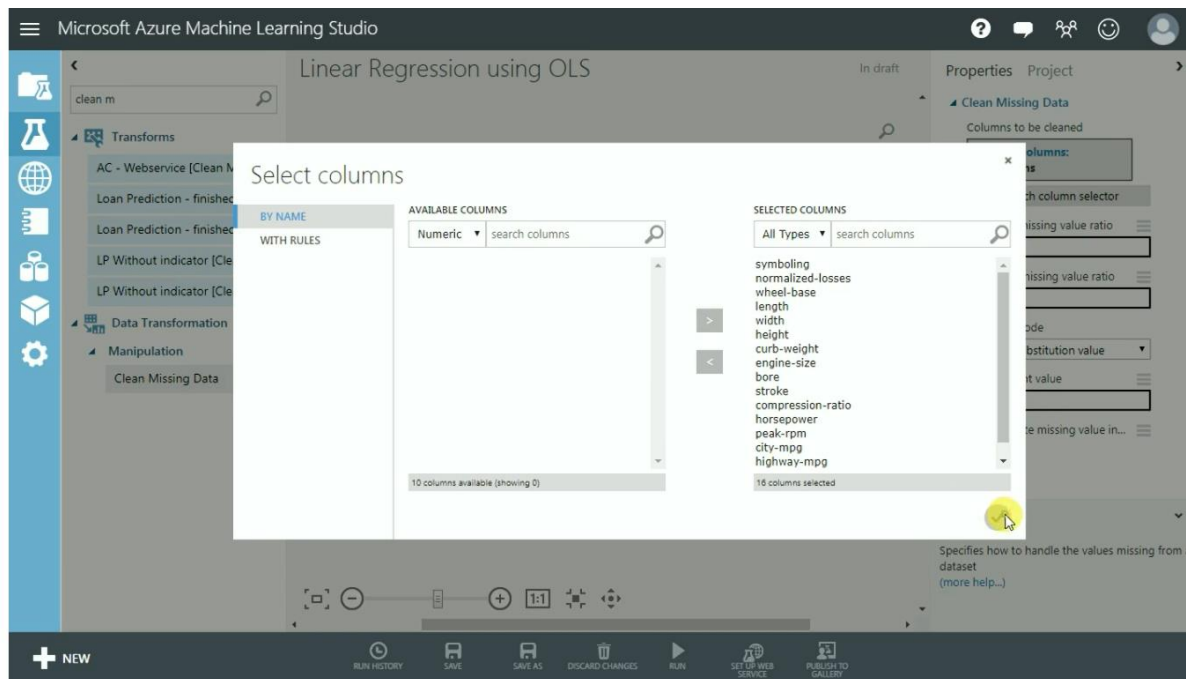 Microsoft Azure Machine Learning Studio
clean m
Transforms
AC - Webservice [Clean M
Loan Prediction - finished
Loan Prediction - finished
LP Without indicator [Cle
LP Without indicator [Cle
Data Transformation
Manipulation
Clean Missing Data
Linear Regression using OLS
In draft
Properties Project
Clean Missing Data
Columns to be cleaned
olumns:
ns
ch column selector
issing value ratio
issing value ratio
ode
bstitution value
nt value
te missing value in...
Specifies how to handle the values missing from
dataset
(more help...)
Select columns
BY NAME
WITH RULES
AVAILABLE COLUMNS
Numeric search columns
10 columns available (showing 0)
>
<
SELECTED COLUMNS
All Types search columns
symboling
normalized-losses
wheel-base
length
width
height
curb-weight
engine-size
bore
stroke
compression-ratio
horsepower
peak-rpm
city-mpg
highway-mpg
16 columns selected
1:1
NEW
RUN HISTORY
SAVE
SAVE AS
DISCARD CHANGES
RUN
SET UP WEB
SERVICE
PUBLISH TO
GALLERY